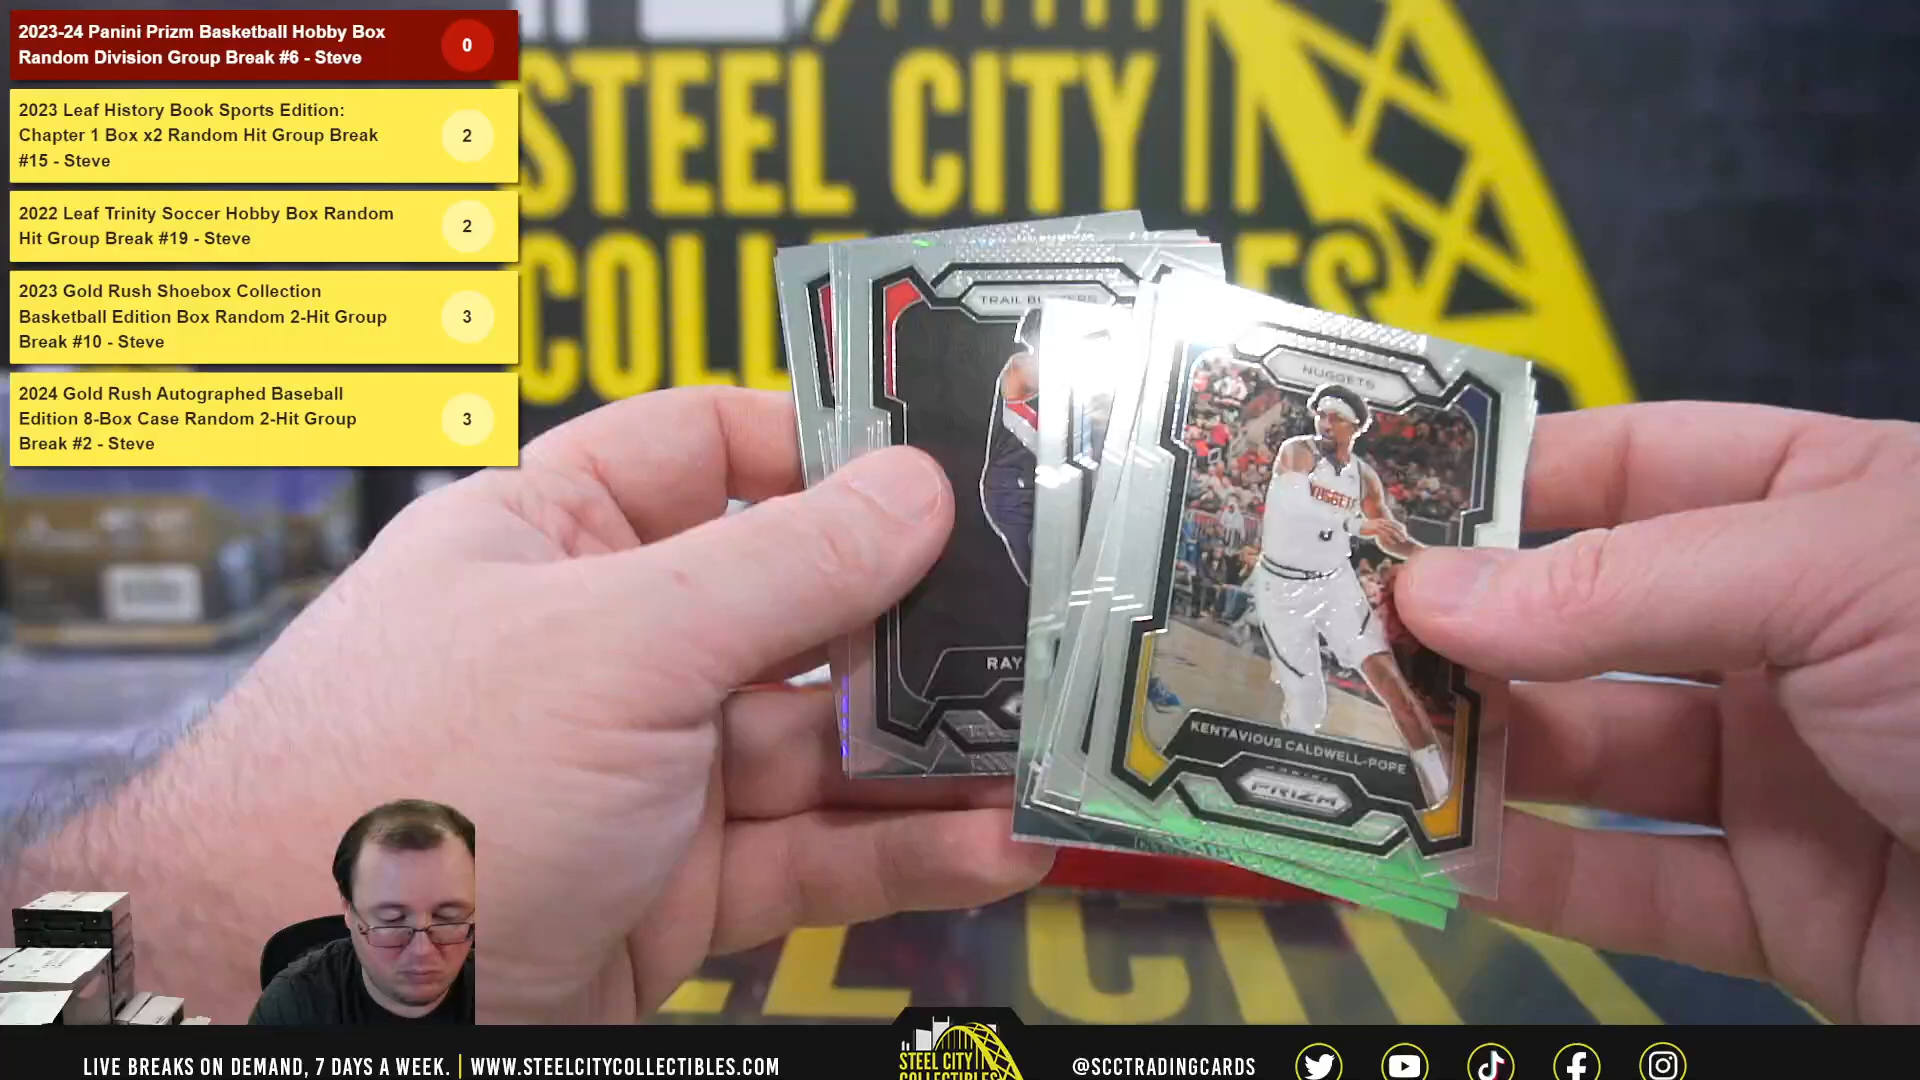 2023-24 Panini Prizm Basketball Hobby Box
Random Division Group Break #6 - Steve
0
2023 Leaf History Book Sports Edition:
Chapter 1 Box x2 Random Hit Group Break
#15 - Steve
2
2022 Leaf Trinity Soccer Hobby Box Random
Hit Group Break #19 - Steve
2
2023 Gold Rush Shoebox Collection
Basketball Edition Box Random 2-Hit Group
Break #10 - Steve
3
2024 Gold Rush Autographed Baseball
Edition 8-Box Case Random 2-Hit Group
Break #2 - Steve
3
STEEL CITY
TRAIL BLAZERS
RAY
NUGGETS
NUGGETS
KENTAVIOUS CALDWELL-POPE
PANINI
PRIZM
LIVE BREAKS ON DEMAND, 7 DAYS A WEEK. | WWW.STEELCITYCOLLECTIBLES.COM
STEEL CITY
COLLECTIBLES
@SCCTRADINGCARDS